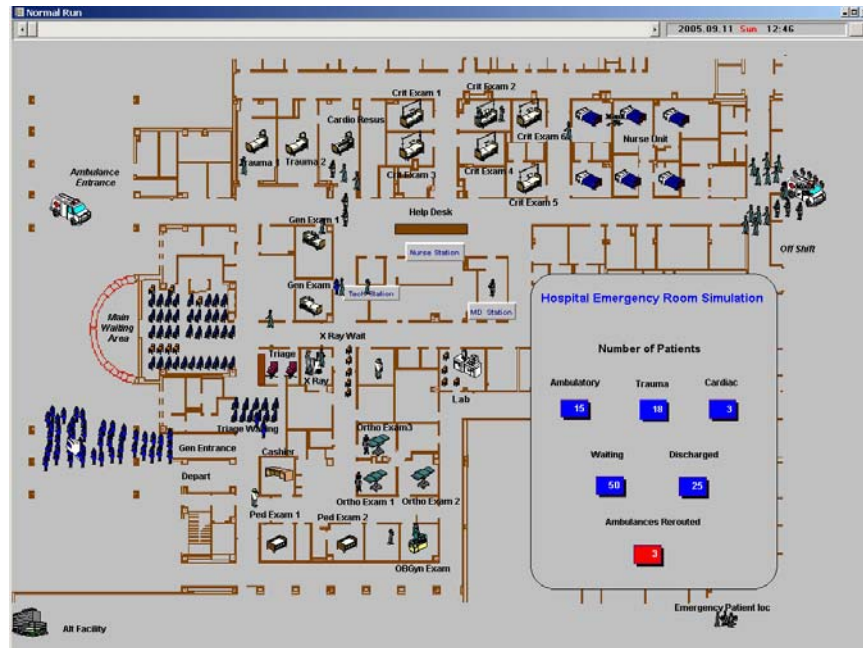 Normal Run
2005.09.11 Sun 12:46
Crit Exam 1
Crit Exam 2
Cardio Resus
Crit Exam 6
Nurse Unit
Trauma 1
Trauma 2
Crit Exam 3
Crit Exam 4
Crit Exam 5
Ambulance
Entrance
Help Desk
Gen Exam 1
Off Shift
Nurse Station
Gen Exam
Tech Station
MD Station
Main
Waiting
Area
X Ray Wait
Triage
X Ray
Lab
Triage Waiting
Gen Entrance
Ortho Exam3
Cashier
Depart
Ortho Exam 1
Ortho Exam 2
Ped Exam 1
Ped Exam 2
OBGyn Exam
Hospital Emergency Room Simulation
Number of Patients
Ambulatory
Trauma
Cardiac
15
18
3
Waiting
Discharged
50
25
Ambulances Rerouted
3
Emergency Patient loc
Alt Facility